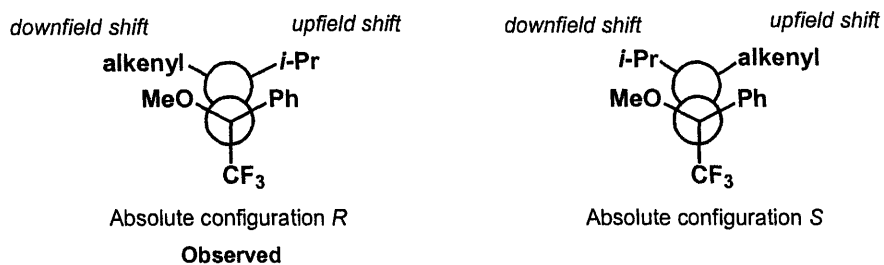 downfield shift upfield shift downfield shift upfield shift
alkenyl i-Pr i-Pr alkenyl
MeO Ph MeO Ph
CF3 CF3
Absolute configuration R Absolute configuration S
Observed